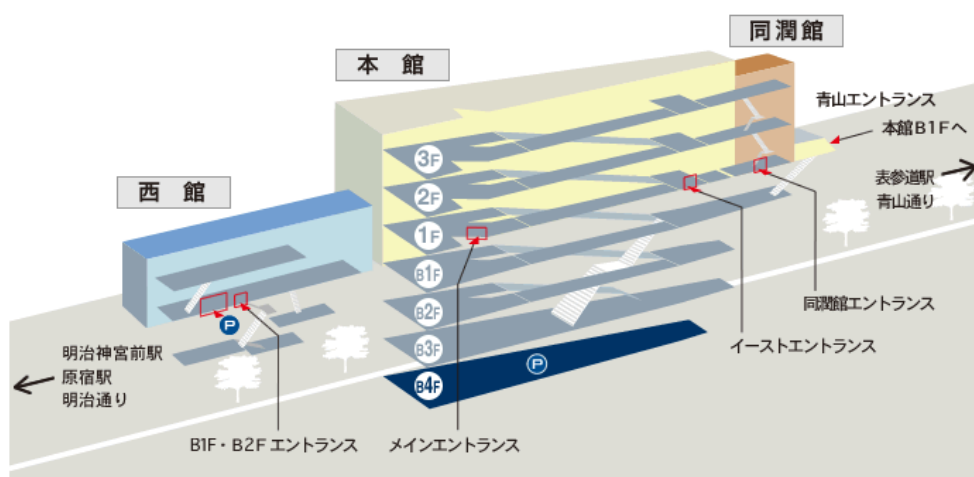 同潤館
本 館
青山エントランス
本館B1Fへ
3F
西 館
2F
表参道駅
青山通り
1F
B1F
B2F
同潤館エントランス
P
B3F
イーストエントランス
明治神宮前駅
原宿駅
明治通り
P
B4F
B1F・B2F エントランス
メインエントランス